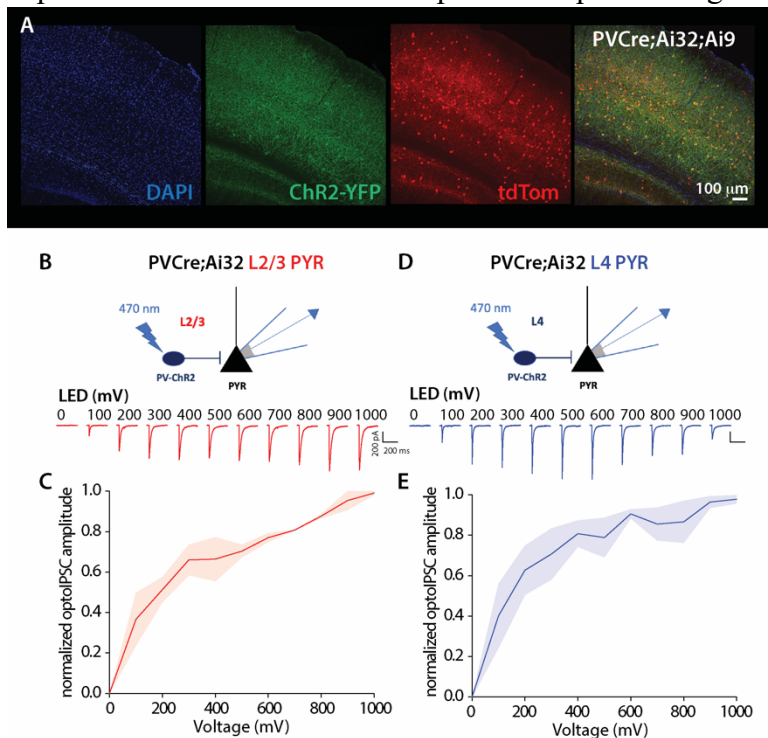 A
PVCre;Ai32;Ai9
DAPI
ChR2-YFP
tdTom
100 µm
B
PVCre;Ai32 L2/3 PYR
470 nm
L2/3
PV-ChR2
PYR
LED (mV)
0 100 200 300 400 500 600 700 800 900 1000
200 pA
200 ms
C
normalized optoIPSC amplitude
1.0
0.8
0.6
0.4
0.2
0.0
0 200 400 600 800 1000
Voltage (mV)
D
PVCre;Ai32 L4 PYR
470 nm
L4
PV-ChR2
PYR
LED (mV)
0 100 200 300 400 500 600 700 800 900 1000
E
normalized optoIPSC amplitude
1.0
0.8
0.6
0.4
0.2
0.0
0 200 400 600 800 1000
Voltage (mV)